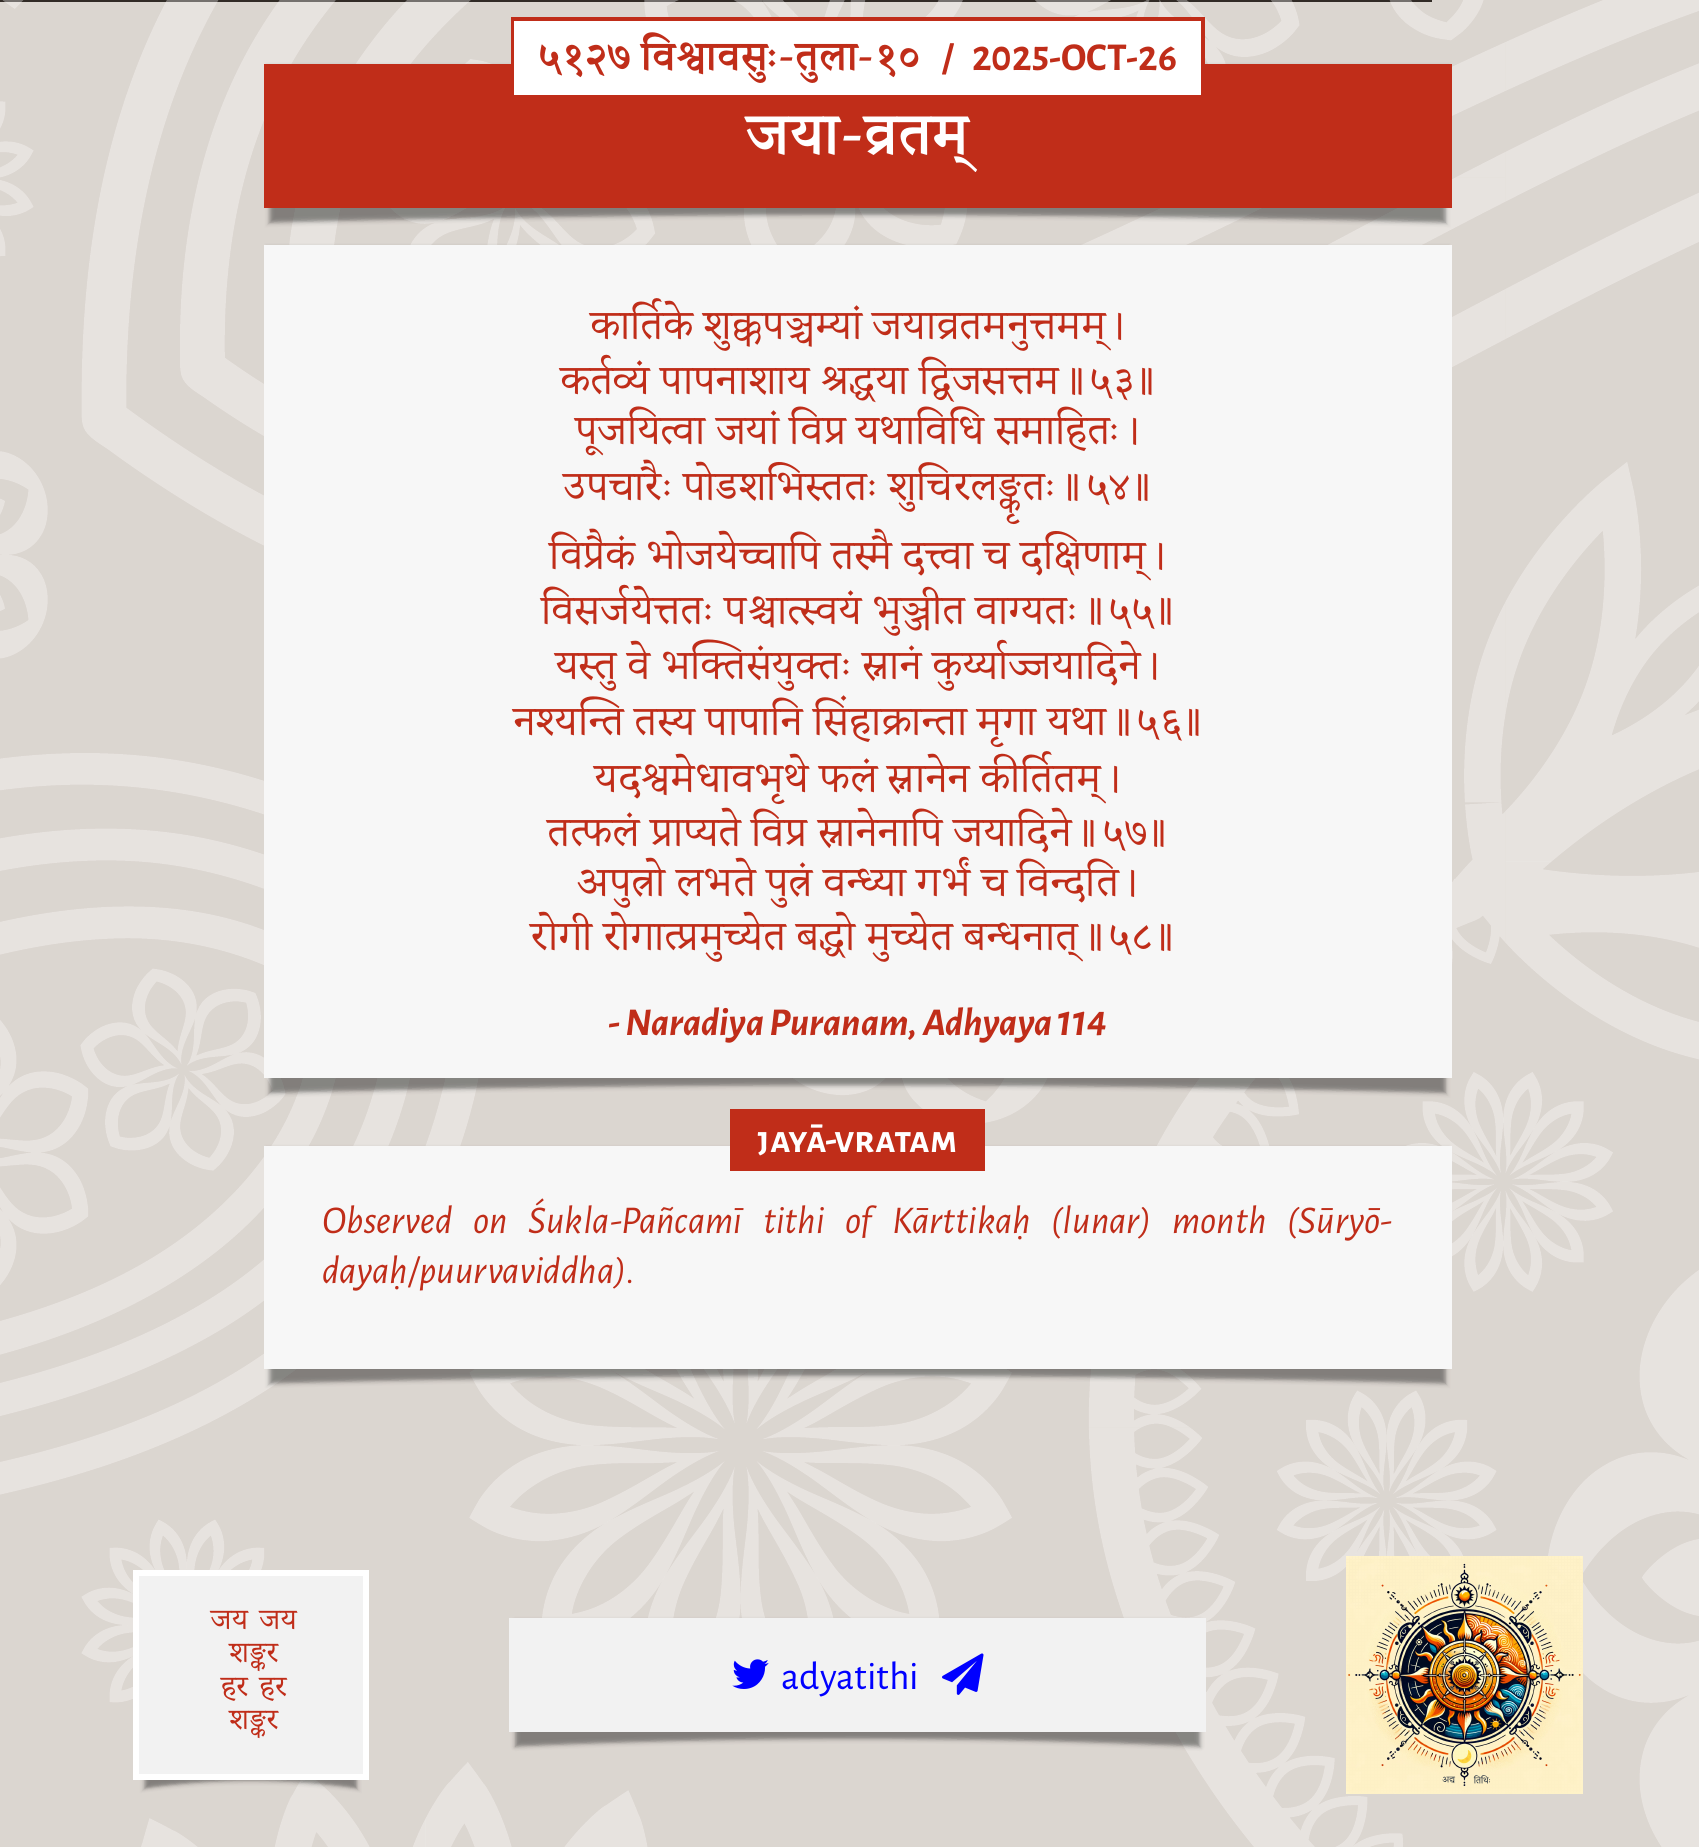 ५१२७ विश्वावसुः-तुला-१० / 2025-OCT-26
जया-व्रतम्
कार्तिके शुक्लपञ्चम्यां जयाव्रतमनुत्तमम्।
कर्तव्यं पापनाशाय श्रद्धया द्विजसत्तम॥५३॥
पूजयित्वा जयां विप्र यथाविधि समाहितः।
उपचारैः पोडशभिस्ततः शुचिरलङ्कृतः॥५४॥
विप्रैकं भोजयेच्चापि तस्मै दत्त्वा च दक्षिणाम्।
विसर्जयेत्ततः पश्चात्स्वयं भुञ्जीत वाग्यतः॥५५॥
यस्तु वे भक्तिसंयुक्तः स्नानं कुर्य्याज्जयादिने।
नश्यन्ति तस्य पापानि सिंहाक्रान्ता मृगा यथा॥५६॥
यदश्वमेधावभृथे फलं स्नानेन कीर्तितम्।
तत्फलं प्राप्यते विप्र स्नानेनापि जयादिने॥५७॥
अपुत्रो लभते पुत्रं वन्ध्या गर्भं च विन्दति।
रोगी रोगात्प्रमुच्येत बद्धो मुच्येत बन्धनात्॥५८॥
- Naradiya Puranam, Adhyaya 114
JAYĀ-VRATAM
Observed on Śukla-Pañcamī tithi of Kārttikaḥ (lunar) month (Sūryō-
dayaḥ/puurvaviddha).
जय जय
शङ्कर
हर हर
शङ्कर
adyatithi
अद्य तिथिः